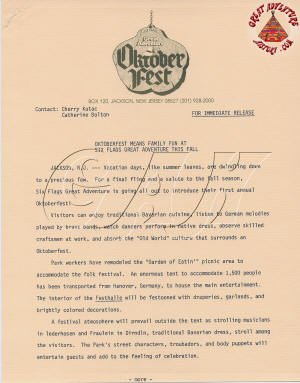 GREAT ADVENTURE
HISTORY.COM
Great Adventure
Oktober
Fest
BOX 120, JACKSON, NEW JERSEY 08527 (201) 928-2000
Contact: Cherry
Catherine Bolton
FOR IMMEDIATE RELEASE
OKTOBERFEST MEANS FAMILY FUN AT
SIX FLAGS GREAT ADVENTURE THIS FALL
JACKSON, N.J. -- Vacation days, like summer leaves, are dwindling down
to a precious few. For a final fling and a salute to the fall season,
Six Flags Great Adventure is going all out to introduce their first annual
Oktoberfest!
Visitors can enjoy traditional Bavarian cuisine, listen to German melodies
played by brass bands, watch dancers perform in native dress, observe skilled
craftsmen at work, and absorb the "Old World" culture that surrounds an
Oktoberfest.
Park workers have remodeled the "Garden of Eatin'" picnic area to
accommodate the folk festival. An enormous tent to accommodate 1,500 people
has been transported from Hanover, Germany, to house the main entertainment.
The interior of the Festhalle will be festooned with draperies, garlands, and
brightly colored decorations.
A festival atmosphere will prevail outside the tent as strolling musicians
in lederhosen and Fraulein in Dirndln, traditional Bavarian dress, stroll among
the visitors. The Park's street characters, troubadors, and body puppets will
entertain guests and add to the feeling of celebration.
- more -